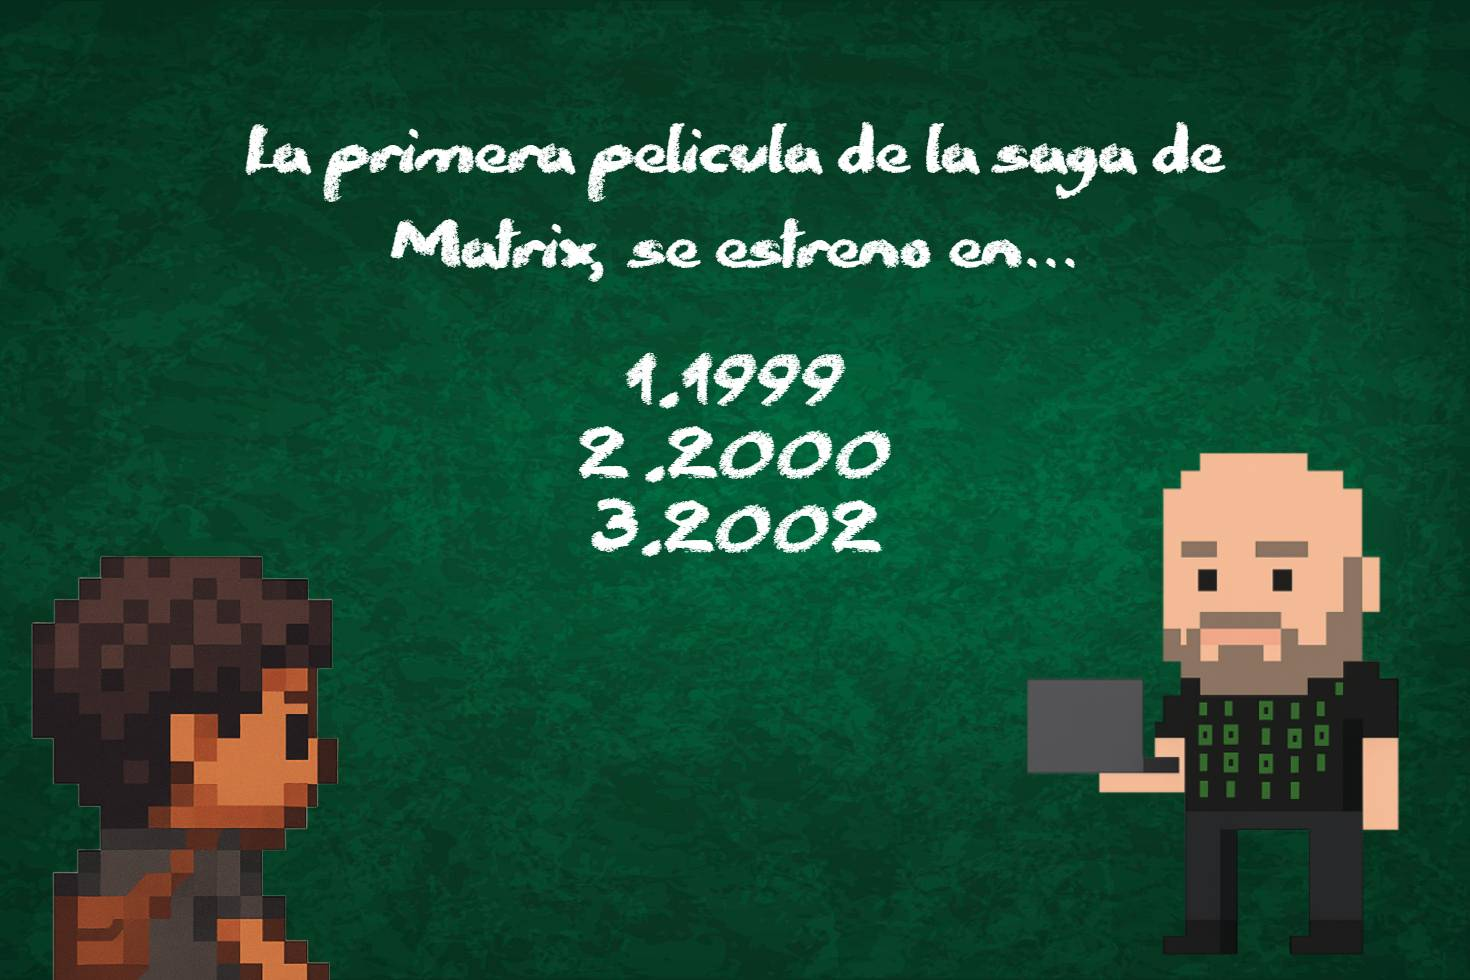 La primera pelicula de la saga de
Matrix, se estreno en...
1.1999
2 .2000
3.2002